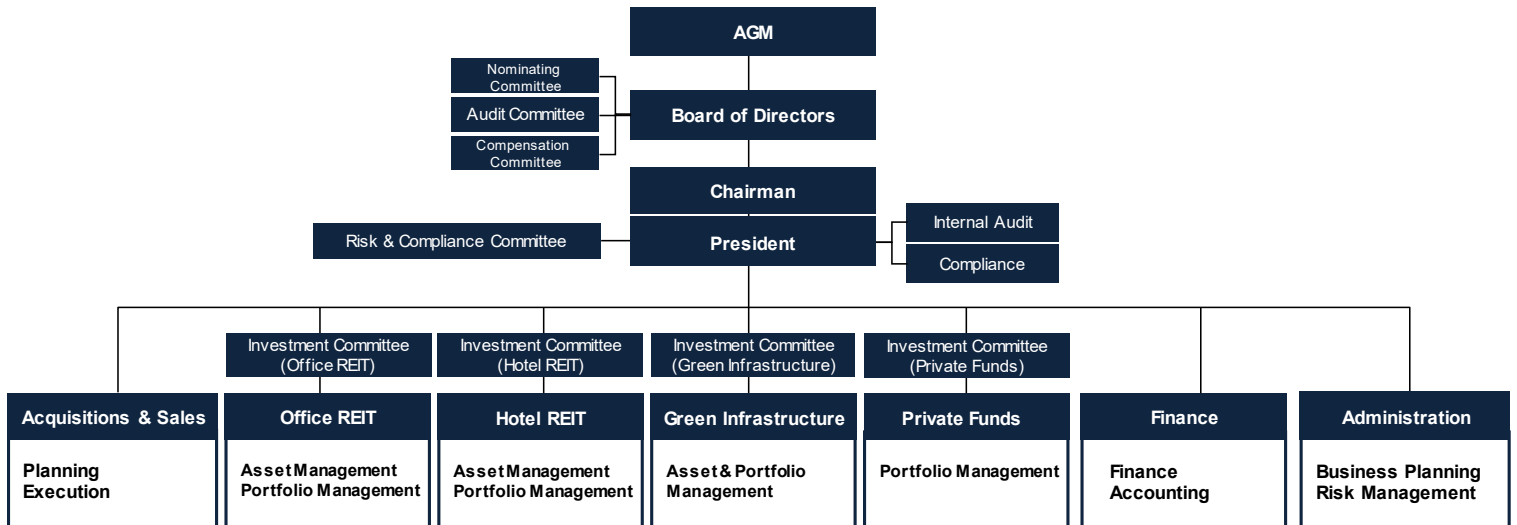 AGM
Nominating
Committee
Audit Committee
Compensation
Committee
Board of Directors
Chairman
President
Risk & Compliance Committee
Internal Audit
Compliance
Investment Committee
(Office REIT)
Investment Committee
(Hotel REIT)
Investment Committee
(Green Infrastructure)
Investment Committee
(Private Funds)
Acquisitions & Sales
Planning
Execution
Office REIT
Asset Management
Portfolio Management
Hotel REIT
Asset Management
Portfolio Management
Green Infrastructure
Asset & Portfolio
Management
Private Funds
Portfolio Management
Finance
Finance
Accounting
Administration
Business Planning
Risk Management